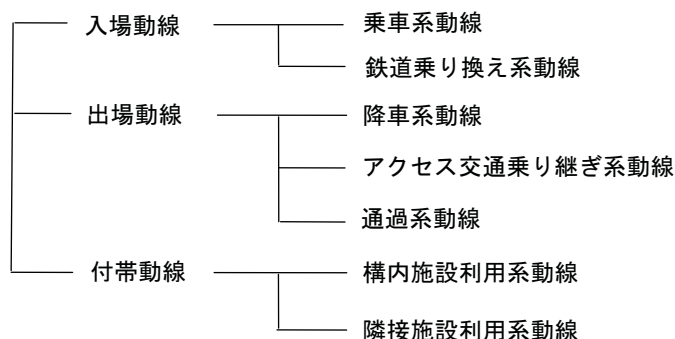 入場動線
乗車系動線
鉄道乗り換え系動線
出場動線
降車系動線
アクセス交通乗り継ぎ系動線
通過系動線
付帯動線
構内施設利用系動線
隣接施設利用系動線